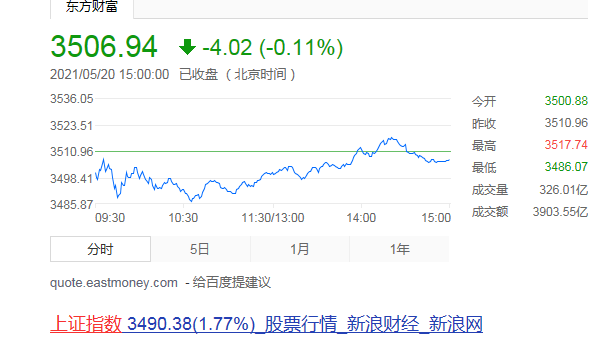 东方财富
3506.94 -4.02 (-0.11%)
2021/05/20 15:00:00 已收盘 (北京时间)
3536.05
3523.51
3510.96
3498.41
3485.87
09:30 10:30 11:30/13:00 14:00 15:00
今开 3500.88
昨收 3510.96
最高 3517.74
最低 3486.07
成交量 326.01亿
成交额 3903.55亿
分时 5日 1月 1年
quote.eastmoney.com - 给百度提建议
上证指数 3490.38(1.77%)_股票行情_新浪财经_新浪网